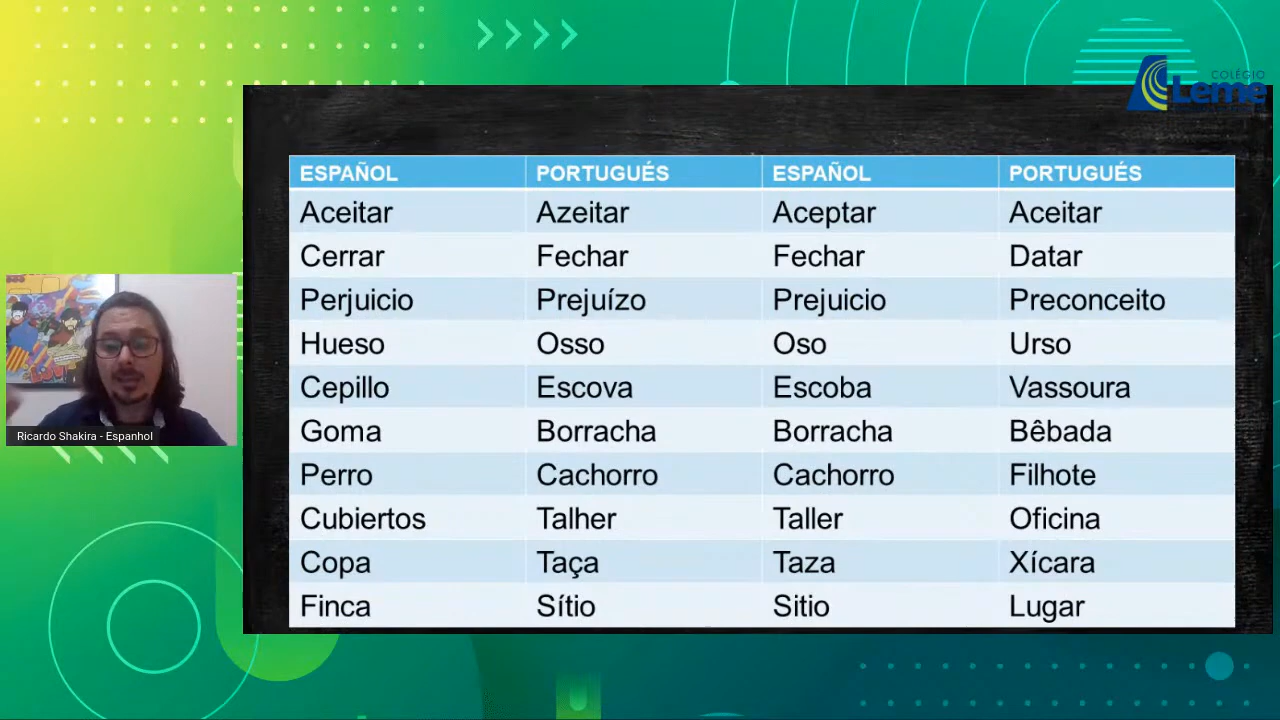 COLÉGIO
Leme
ESPAÑOL PORTUGUÉS ESPAÑOL PORTUGUÉS
Aceitar Azeitar Aceptar Aceitar
Cerrar Fechar Fechar Datar
Perjuicio Prejuízo Prejuicio Preconceito
Hueso Osso Oso Urso
Cepillo Escova Escoba Vassoura
Goma Borracha Borracha Bêbada
Perro Cachorro Cachorro Filhote
Cubiertos Talher Taller Oficina
Copa Taça Taza Xícara
Finca Sítio Sitio Lugar
Ricardo Shakira - Espanhol